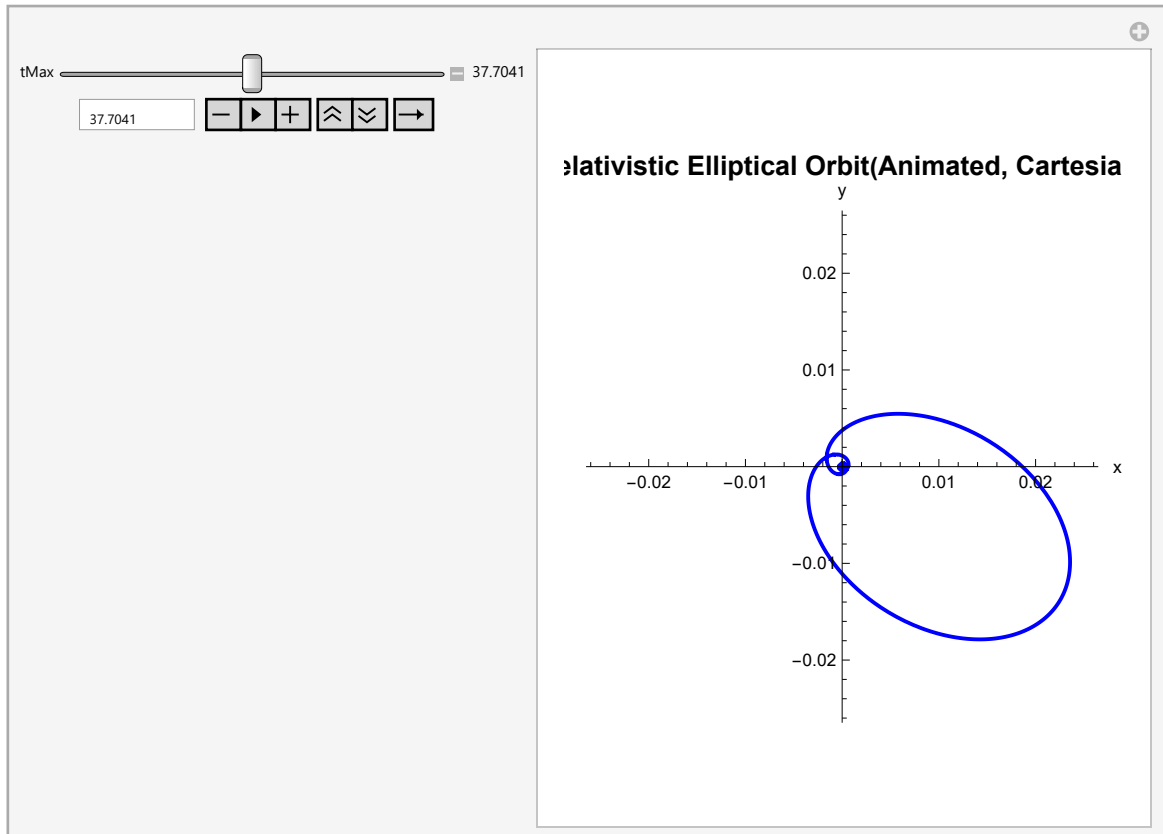 tMax 37.7041
37.7041
elativistic Elliptical Orbit(Animated, Cartesia
y
0.02
0.01
−0.02 −0.01 0.01 0.02 x
−0.01
−0.02